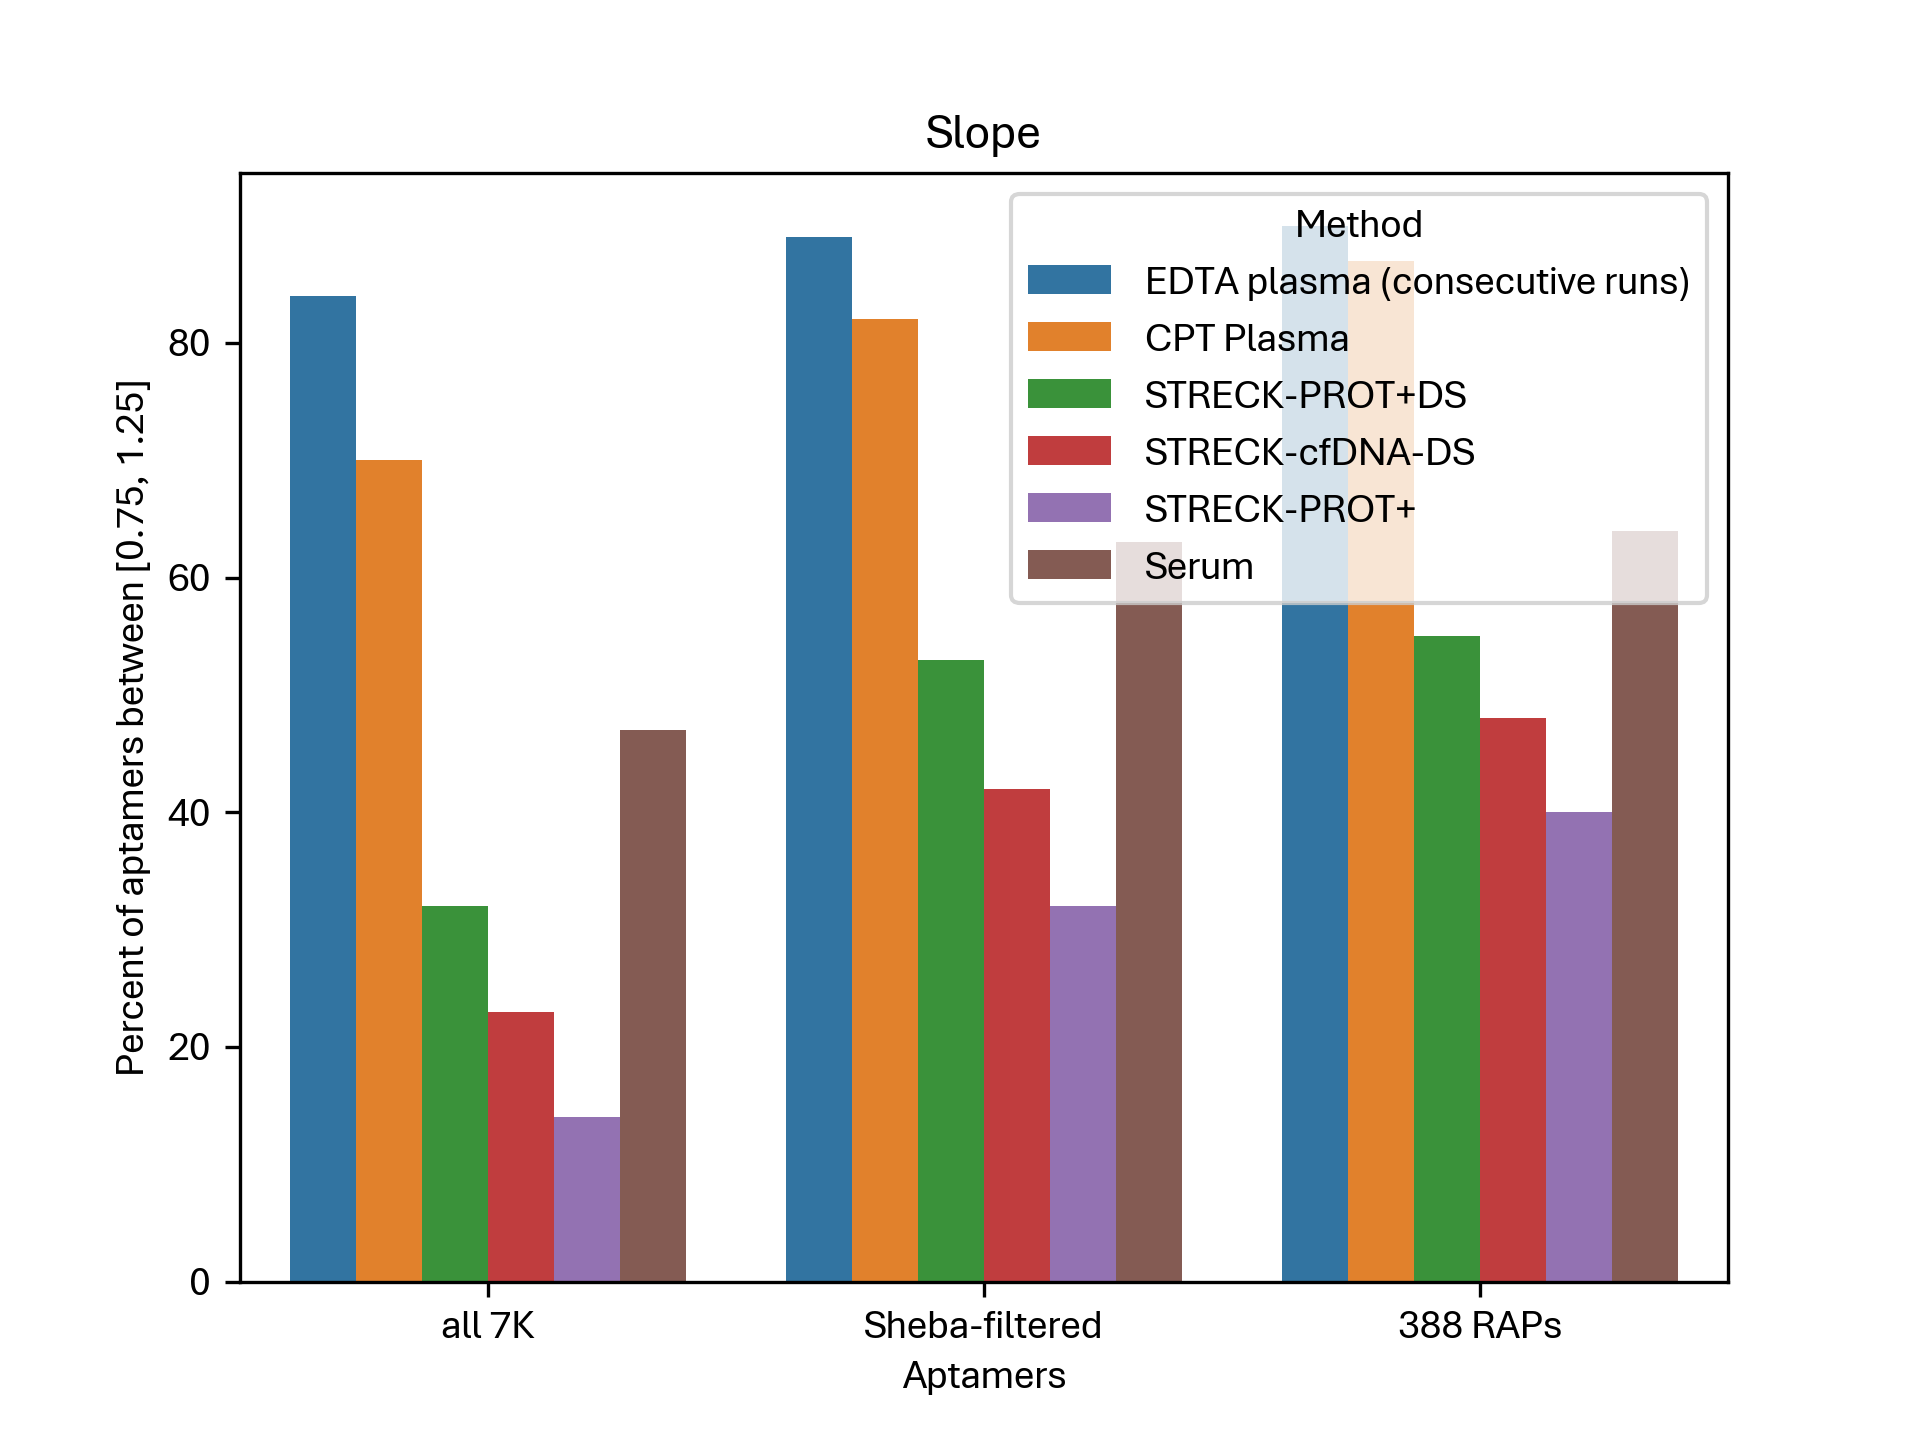 Slope
Percent of aptamers between [0.75, 1.25]
80
60
40
20
0
Method
EDTA plasma (consecutive runs)
CPT Plasma
STRECK-PROT+DS
STRECK-cfDNA-DS
STRECK-PROT+
Serum
all 7K
Sheba-filtered
388 RAPs
Aptamers